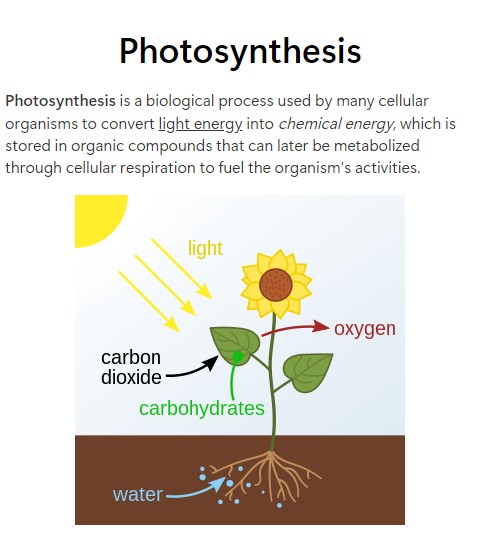 Photosynthesis
Photosynthesis is a biological process used by many cellular
organisms to convert light energy into chemical energy, which is
stored in organic compounds that can later be metabolized
through cellular respiration to fuel the organism's activities.
light
oxygen
carbon
dioxide
carbohydrates
water